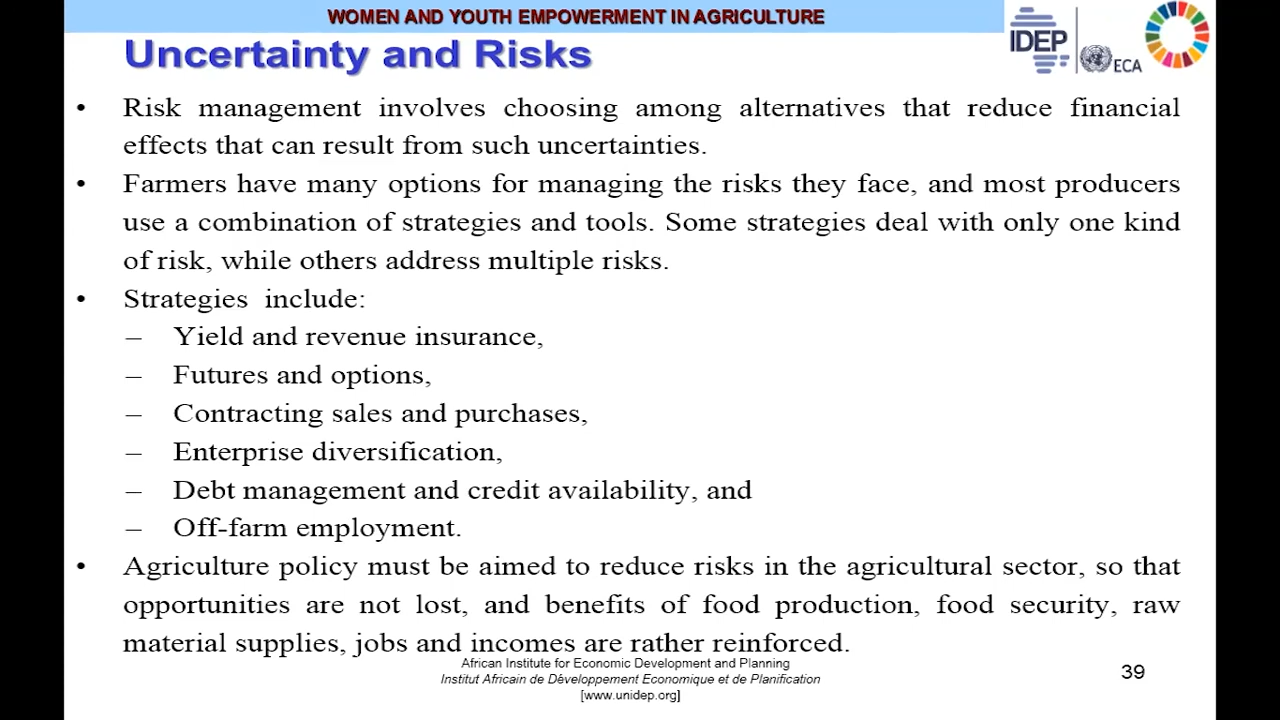 WOMEN AND YOUTH EMPOWERMENT IN AGRICULTURE
Uncertainty and Risks
IDEP
ECA
• Risk management involves choosing among alternatives that reduce financial
effects that can result from such uncertainties.
• Farmers have many options for managing the risks they face, and most producers
use a combination of strategies and tools. Some strategies deal with only one kind
of risk, while others address multiple risks.
• Strategies include:
– Yield and revenue insurance,
– Futures and options,
– Contracting sales and purchases,
– Enterprise diversification,
– Debt management and credit availability, and
– Off-farm employment.
• Agriculture policy must be aimed to reduce risks in the agricultural sector, so that
opportunities are not lost, and benefits of food production, food security, raw
material supplies, jobs and incomes are rather reinforced.
African Institute for Economic Development and Planning
Institut Africain de Développement Economique et de Planification
[www.unidep.org]
39